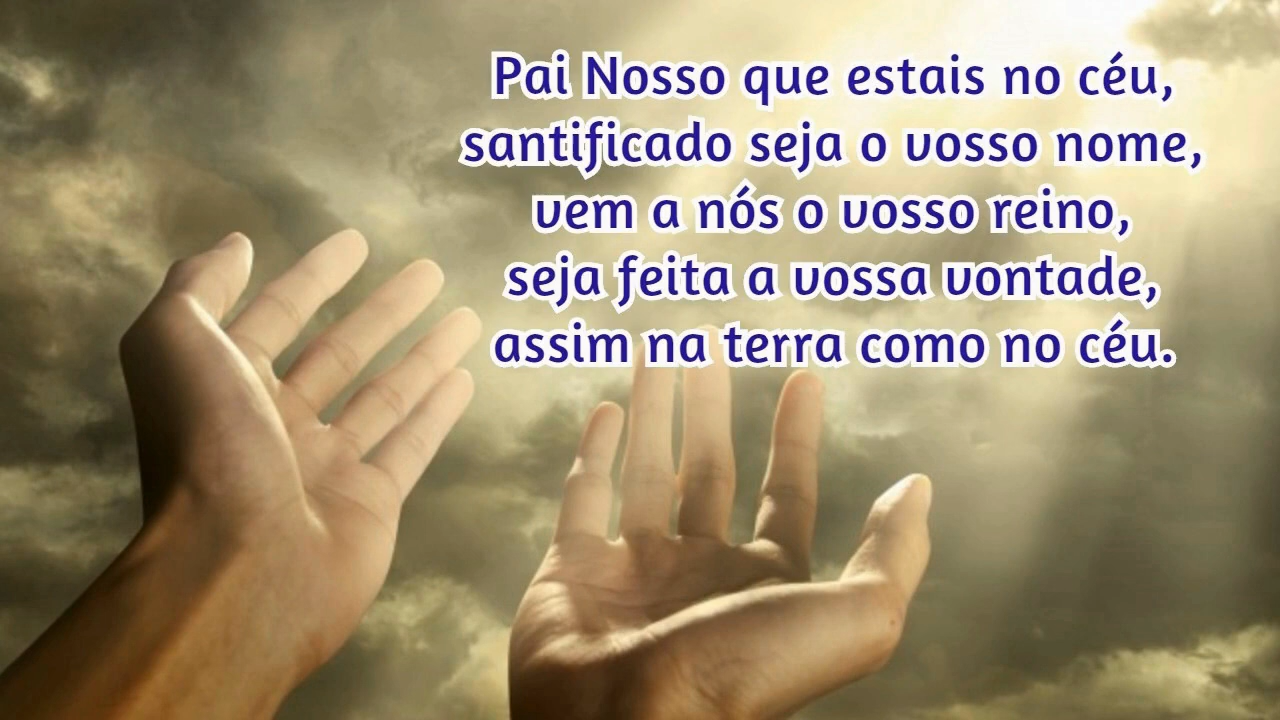 Pai Nosso que estais no céu,
santificado seja o vosso nome,
vem a nós o vosso reino,
seja feita a vossa vontade,
assim na terra como no céu.